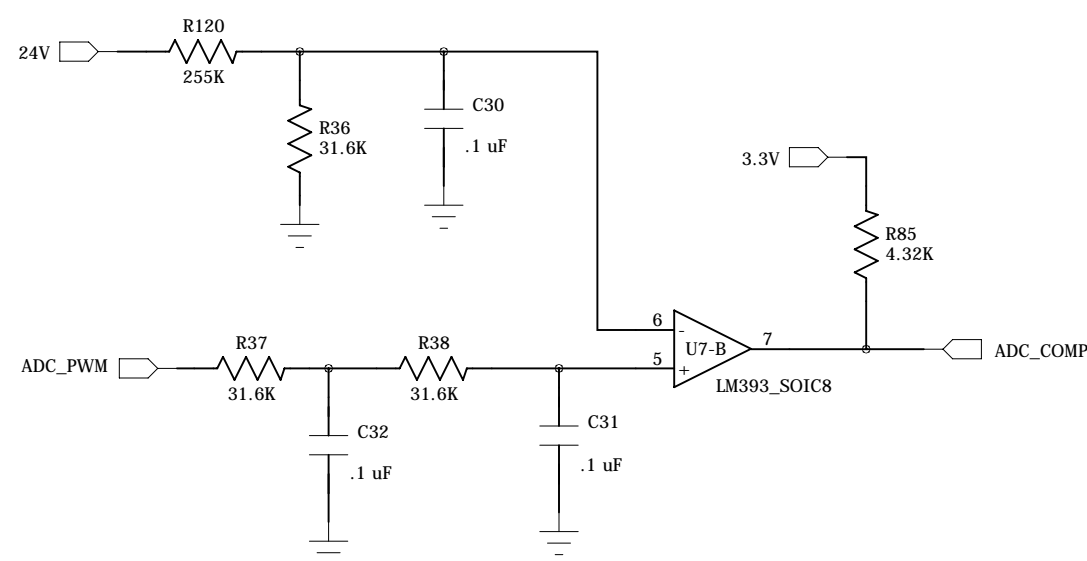 R120
24V
255K
C30
R36
31.6K
.1 uF
3.3V
R85
4.32K
6
-
7
U7-B
ADC_COMP
5
+
LM393_SOIC8
R37
R38
ADC_PWM
31.6K
31.6K
C32
C31
.1 uF
.1 uF